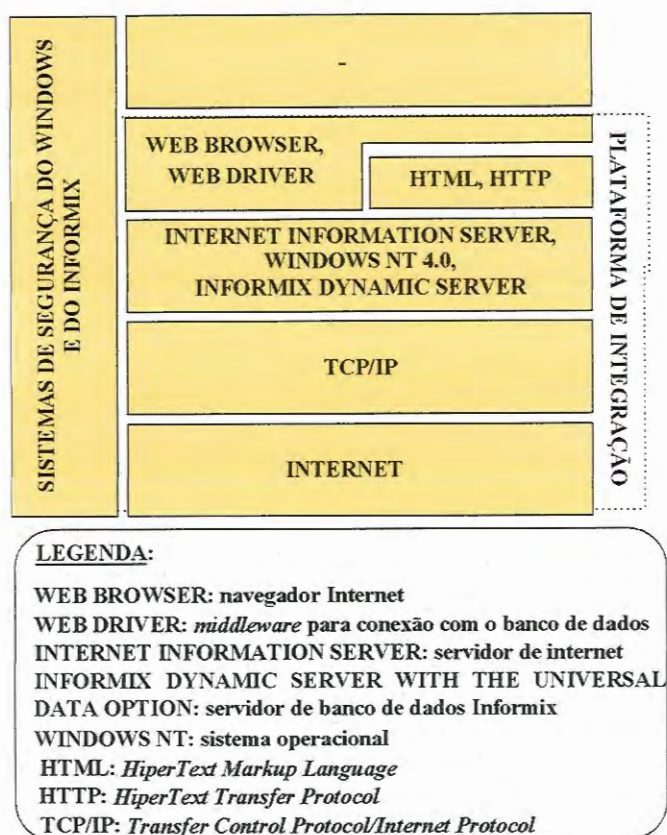 SISTEMAS DE SEGURANÇA DO WINDOWS
E DO INFORMIX
-
WEB BROWSER,
WEB DRIVER
HTML, HTTP
INTERNET INFORMATION SERVER,
WINDOWS NT 4.0,
INFORMIX DYNAMIC SERVER
TCP/IP
INTERNET
PLATAFORMA DE INTEGRAÇÃO
LEGENDA:
WEB BROWSER: navegador Internet
WEB DRIVER: middleware para conexão com o banco de dados
INTERNET INFORMATION SERVER: servidor de internet
INFORMIX DYNAMIC SERVER WITH THE UNIVERSAL
DATA OPTION: servidor de banco de dados Informix
WINDOWS NT: sistema operacional
HTML: HiperText Markup Language
HTTP: HiperText Transfer Protocol
TCP/IP: Transfer Control Protocol/Internet Protocol